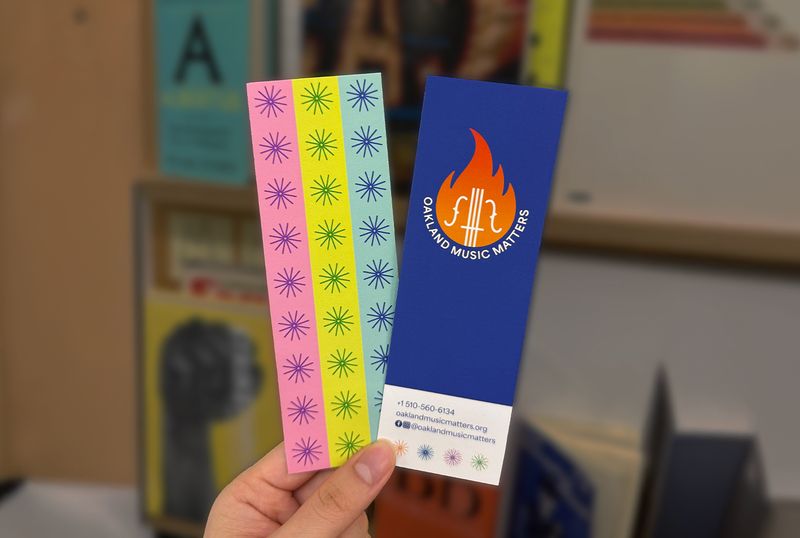 A
OAKLAND MUSIC MATTERS
+1 510-560-6134
oaklandmusicmatters.org
@oaklandmusicmatters